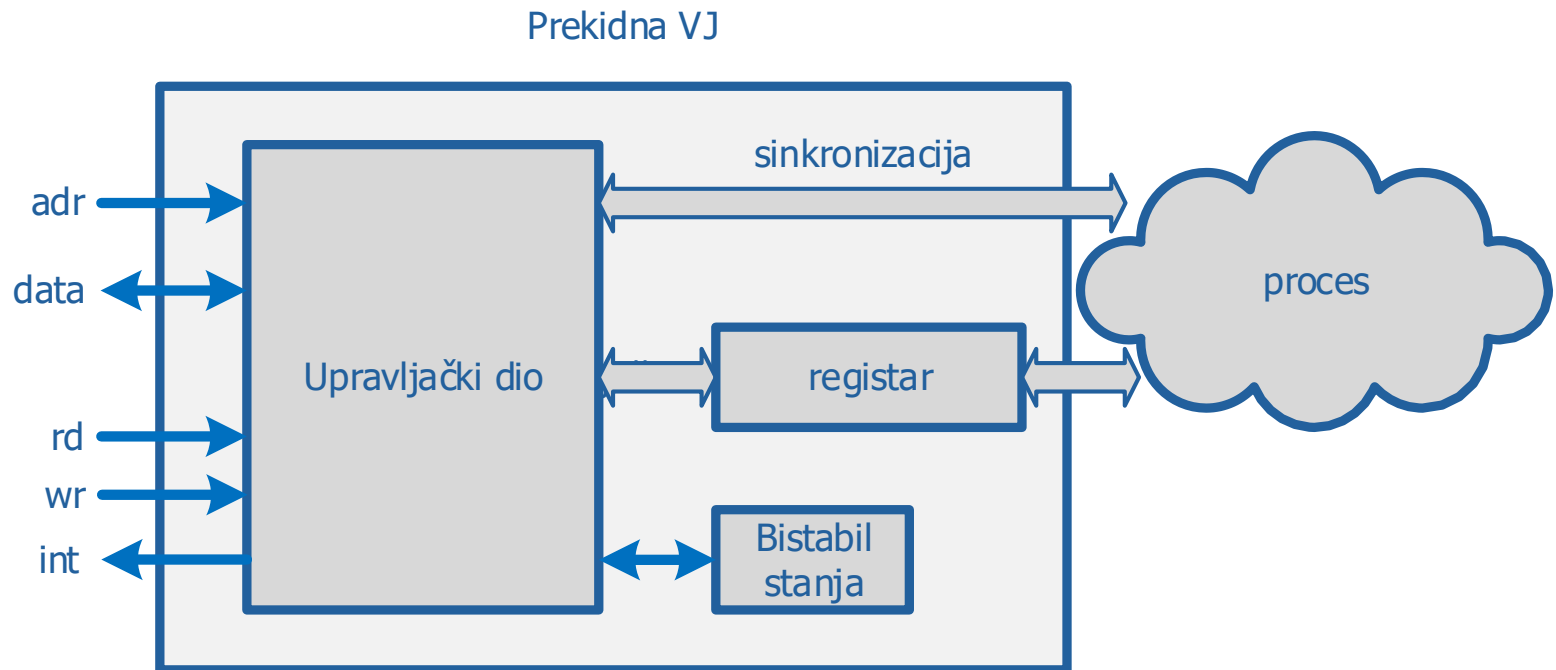 Prekidna VJ
sinkronizacija
adr
data
proces
Upravljački dio
registar
rd
wr
int
Bistabil
stanja